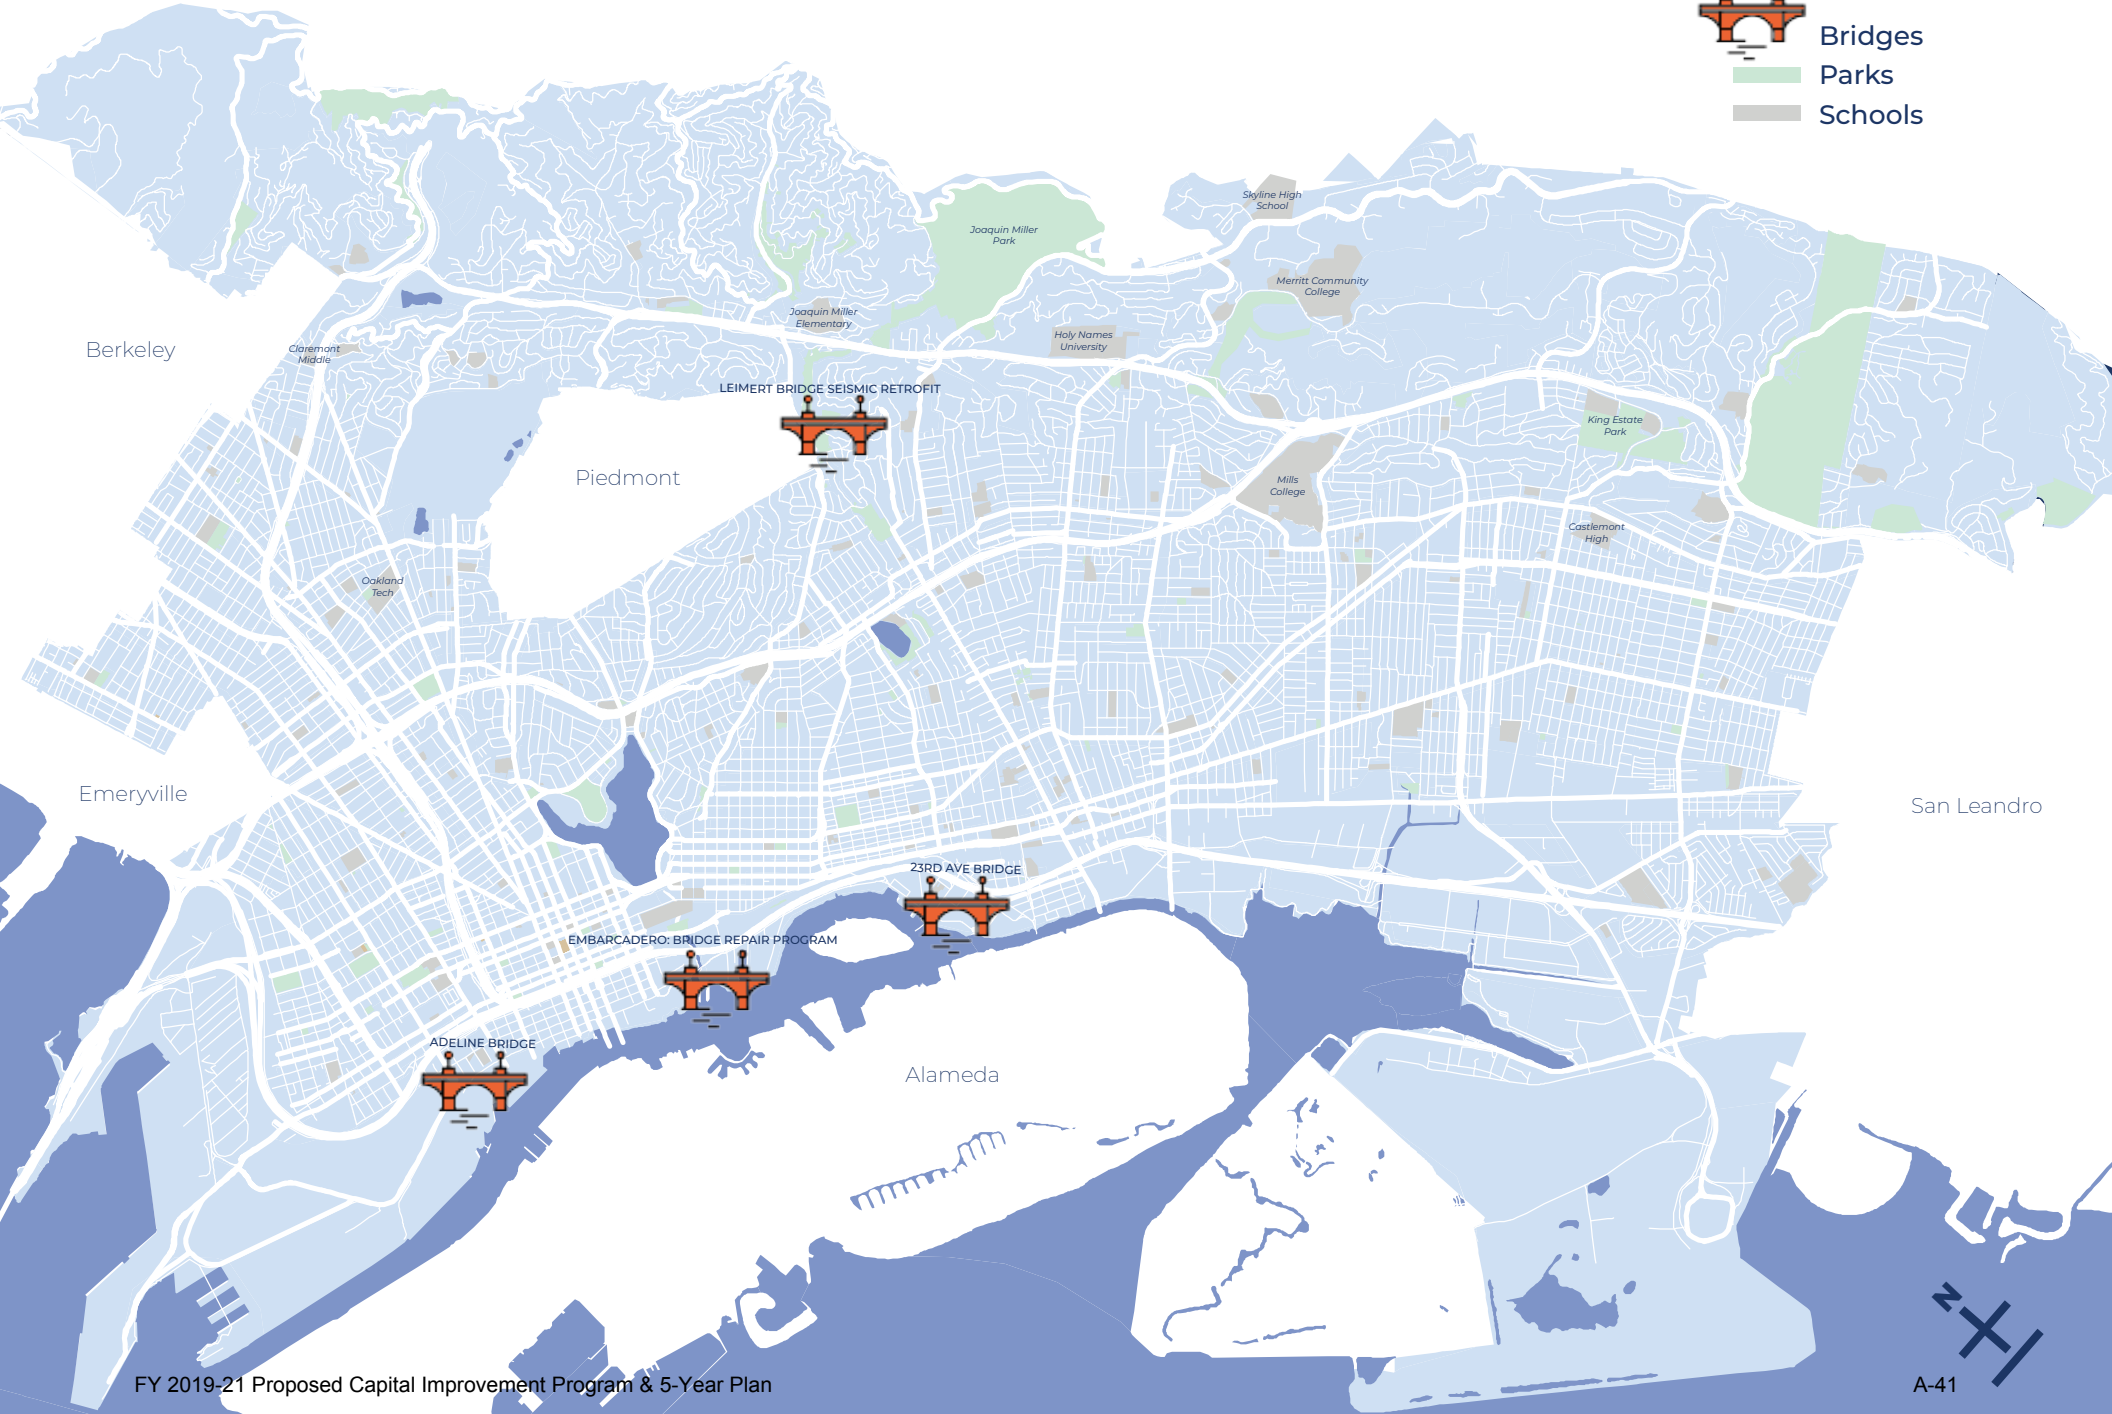 Bridges
Parks
Schools
Skyline High
School
Joaquin Miller
Park
Merritt Community
College
Joaquin Miller
Elementary
Holy Names
University
Berkeley
Claremont
Middle
LEIMERT BRIDGE SEISMIC RETROFIT
King Estate
Park
Piedmont
Mills
College
Castlemont
High
Oakland
Tech
Emeryville
San Leandro
23RD AVE BRIDGE
EMBARCADERO: BRIDGE REPAIR PROGRAM
ADELINE BRIDGE
Alameda
N
FY 2019-21 Proposed Capital Improvement Program & 5-Year Plan
A-41